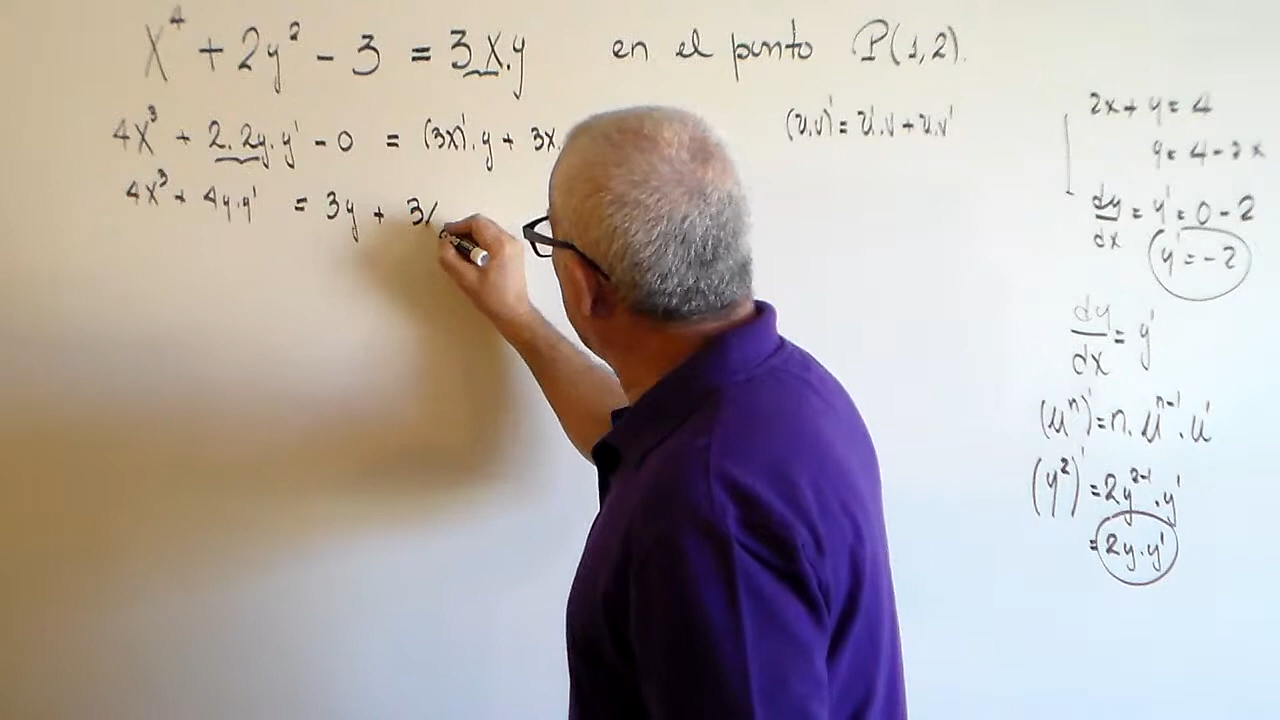 x⁴ + 2y² - 3 = 3x.y en el punto P(1,2).
4x³ + 2.2y.y' - 0 = (3x)'.y + 3x.
4x³ + 4y.y' = 3y + 3
(u.v)' = u'.v + u.v'
2x + y = 4
y = 4 - 2x
dy/dx = y' = 0 - 2
y' = -2
dy/dx = y'
(uⁿ)' = n.uⁿ⁻¹.u'
(y²)' = 2y²⁻¹.y'
= 2y.y'